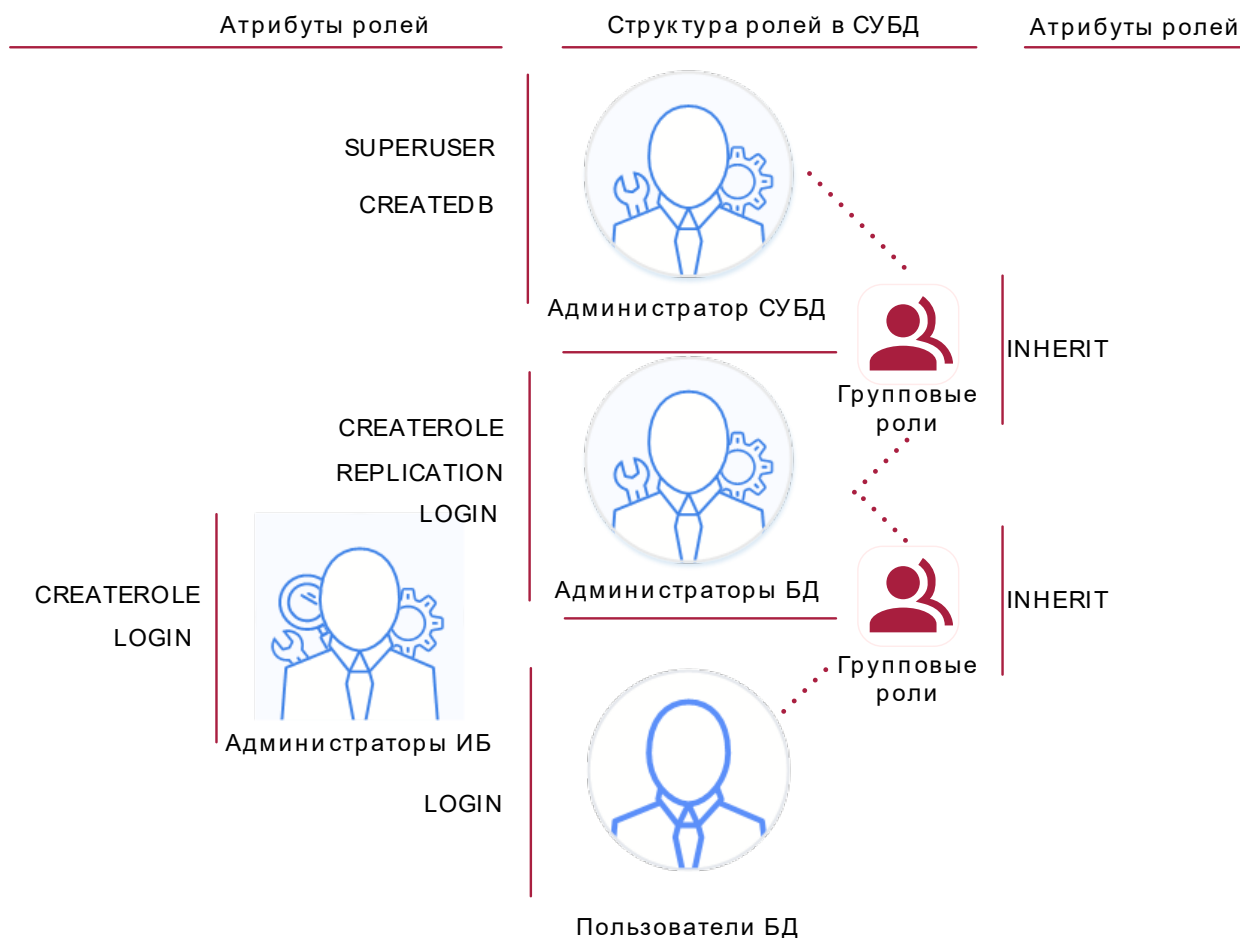 Атрибуты ролей
Структура ролей в СУБД
Атрибуты ролей
SUPERUSER
CREATEDB
Администратор СУБД
INHERIT
Групповые
роли
CREATEROLE
REPLICATION
LOGIN
Администраторы БД
CREATEROLE
LOGIN
Администраторы ИБ
INHERIT
Групповые
роли
LOGIN
Пользователи БД